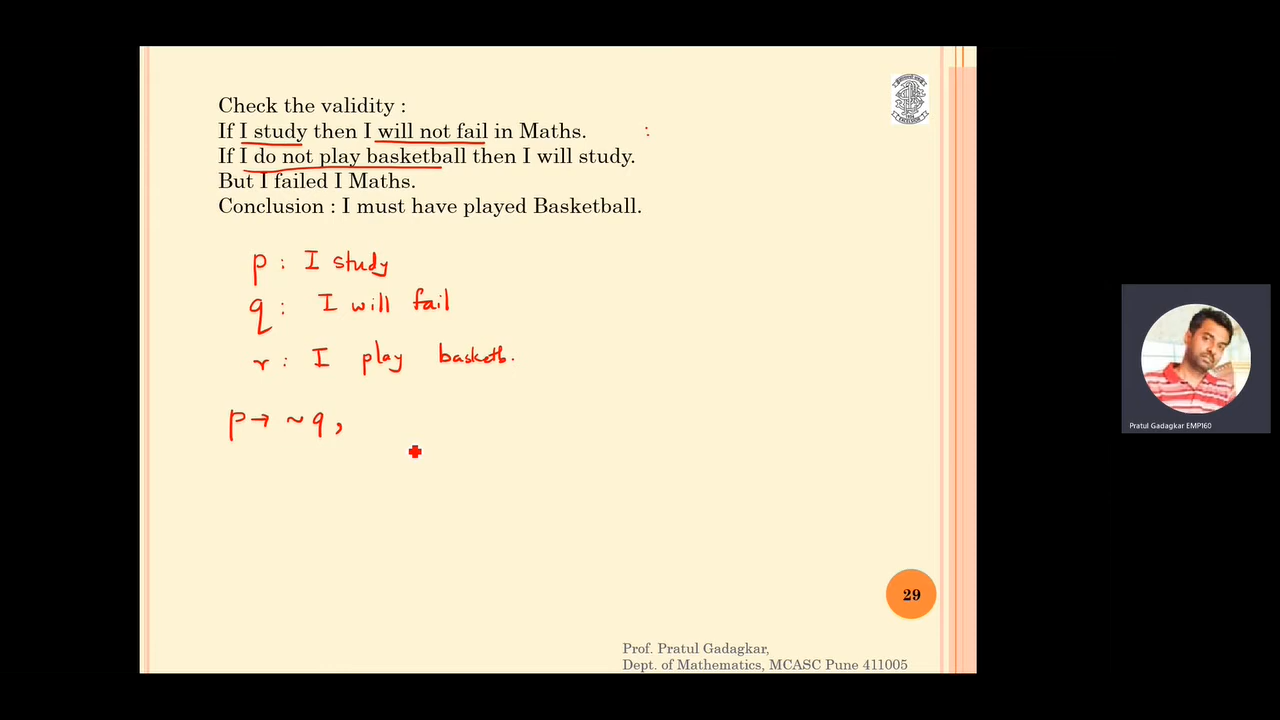 Check the validity :
If I study then I will not fail in Maths.
If I do not play basketball then I will study.
But I failed I Maths.
Conclusion : I must have played Basketball.
p : I study
q : I will fail
r : I play basketb.
p → ~ q ,
29
Prof. Pratul Gadagkar,
Dept. of Mathematics, MCASC Pune 411005
Pratul Gadagkar EMP160